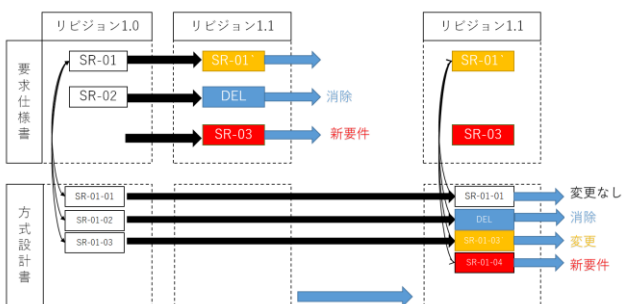 リビジョン1.0
リビジョン1.1
リビジョン1.1
要求仕様書
SR-01
SR-01`
SR-01`
SR-02
DEL
消除
SR-03
新要件
SR-03
方式設計書
SR-01-01
SR-01-01
変更なし
SR-01-02
DEL
消除
SR-01-03
SR-01-03`
変更
SR-01-04
新要件